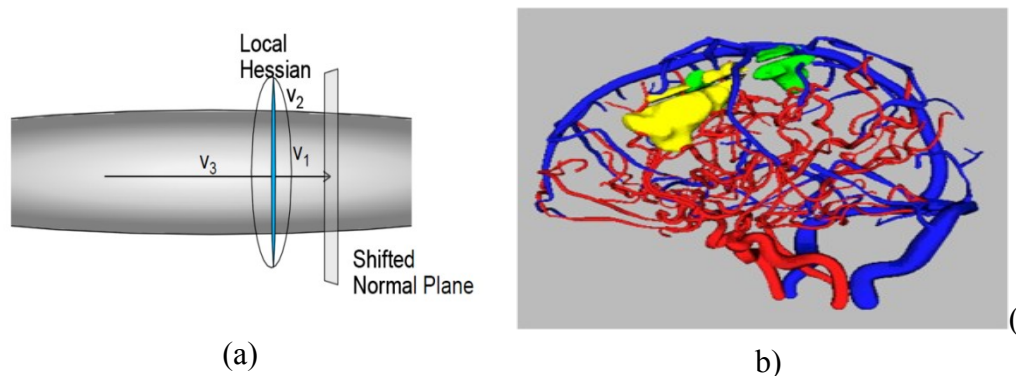 Local
Hessian
v2
v1
v3
Shifted
Normal Plane
(
(a)
b)